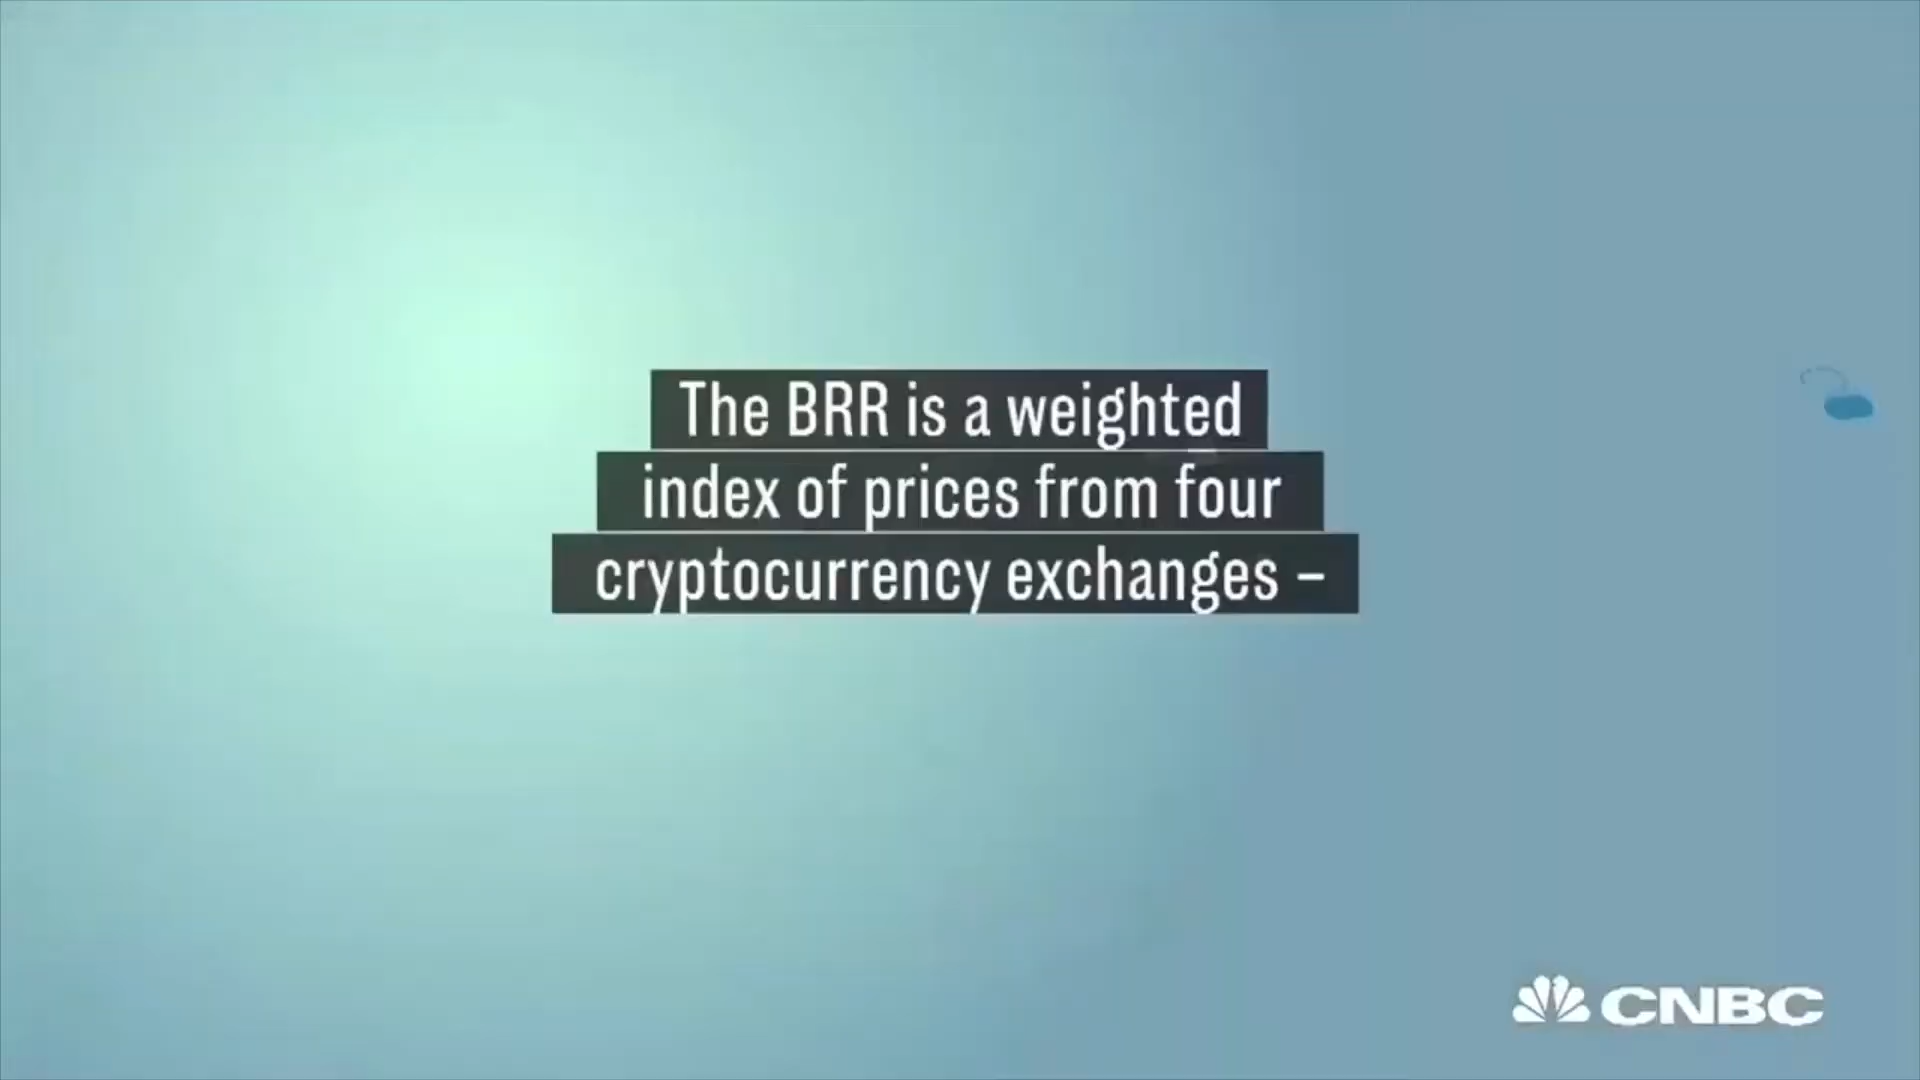 The BRR is a weighted
index of prices from four
cryptocurrency exchanges –
CNBC